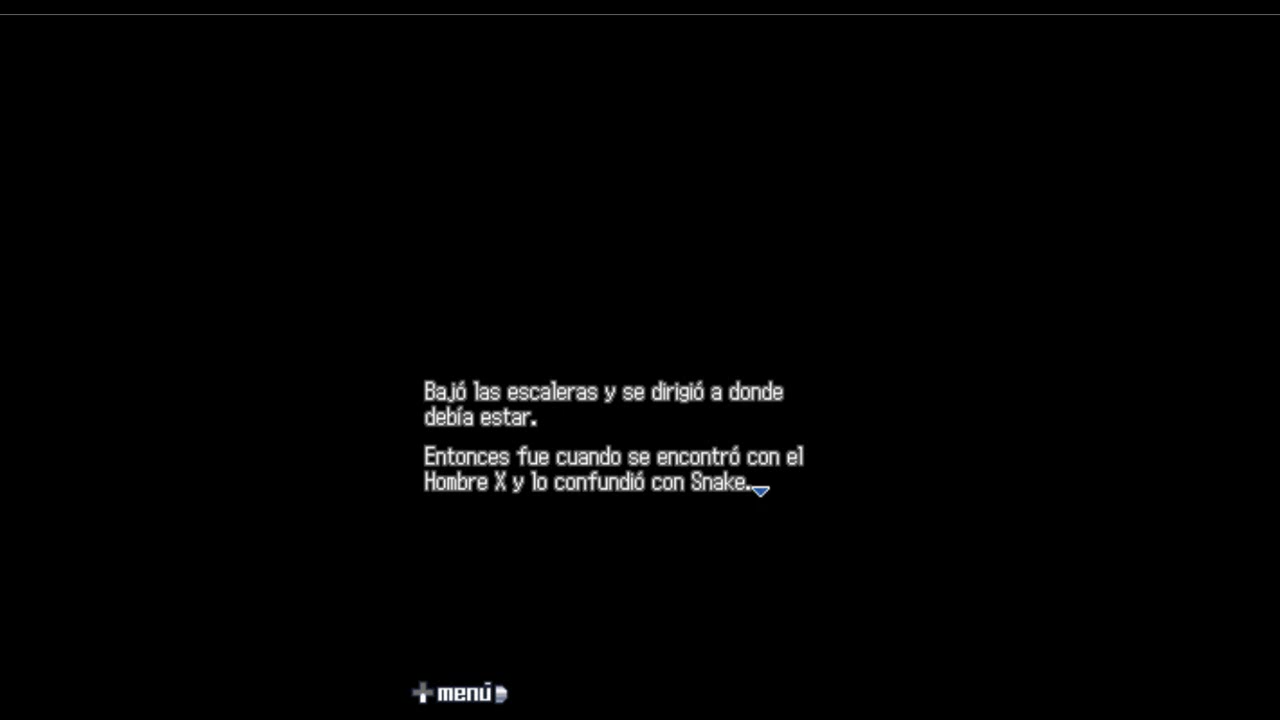 Bajó las escaleras y se dirigió a donde
debía estar.
Entonces fue cuando se encontró con el
Hombre X y lo confundió con Snake.
menú